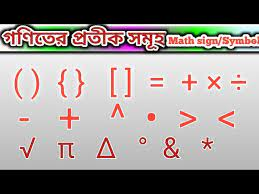 গণিতের প্রতীক সমূহ Math sign/Symbol
( ) { } [ ] = + × ÷
- + ^ • > <
√ π Δ ° & *